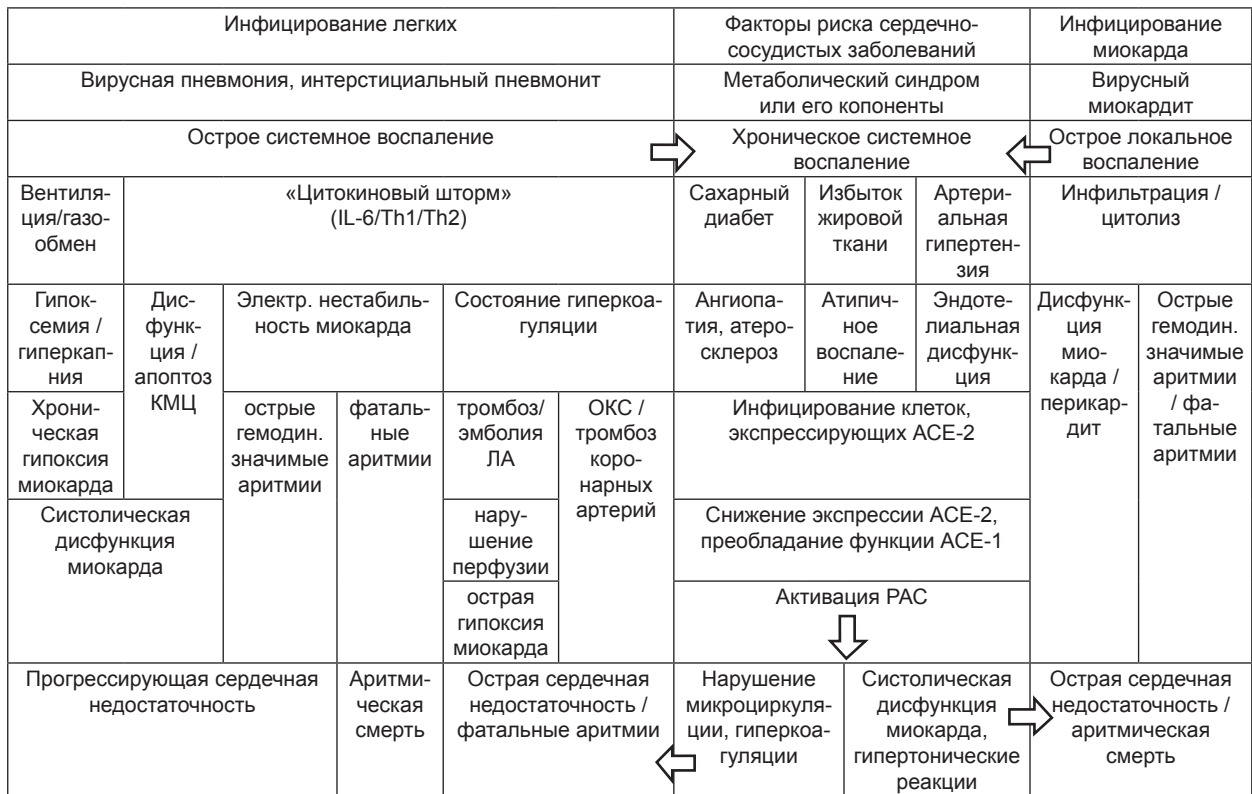 Инфицирование легких
Факторы риска сердечно-
сосудистых заболеваний
Инфицирование
миокарда
Вирусная пневмония, интерстициальный пневмонит
Метаболический синдром
или его копоненты
Вирусный
миокардит
Острое системное воспаление
Хроническое системное
воспаление
Острое локальное
воспаление
Вентиля-
ция/газо-
обмен
«Цитокиновый шторм»
(IL-6/Th1/Th2)
Сахарный
диабет
Избыток
жировой
ткани
Артери-
альная
гипертен-
зия
Инфильтрация /
цитолиз
Гипок-
семия /
гиперкап-
ния
Дис-
функ-
ция /
апоптоз
КМЦ
Электр. нестабиль-
ность миокарда
Состояние гиперкоа-
гуляции
Ангиопа-
тия, атеро-
склероз
Атипич-
ное
воспале-
ние
Эндоте-
лиальная
дисфунк-
ция
Дисфунк-
ция
мио-
карда /
перикар-
дит
Острые
гемодин.
значимые
аритмии
/ фа-
тальные
аритмии
Хрони-
ческая
гипоксия
миокарда
острые
гемодин.
значимые
аритмии
фаталь-
ные
аритмии
тромбоз/
эмболия
ЛА
ОКС /
тромбоз
коро-
нарных
артерий
Инфицирование клеток,
экспрессирующих ACE-2
Систолическая
дисфункция
миокарда
нару-
шение
перфузии
Снижение экспрессии ACE-2,
преобладание функции ACE-1
острая
гипоксия
миокарда
Активация РАС
Прогрессирующая сердечная
недостаточность
Аритми-
ческая
смерть
Острая сердечная
недостаточность /
фатальные аритмии
Нарушение
микроциркуля-
ции, гиперкоа-
гуляции
Систолическая
дисфункция
миокарда,
гипертонические
реакции
Острая сердечная
недостаточность /
аритмическая
смерть